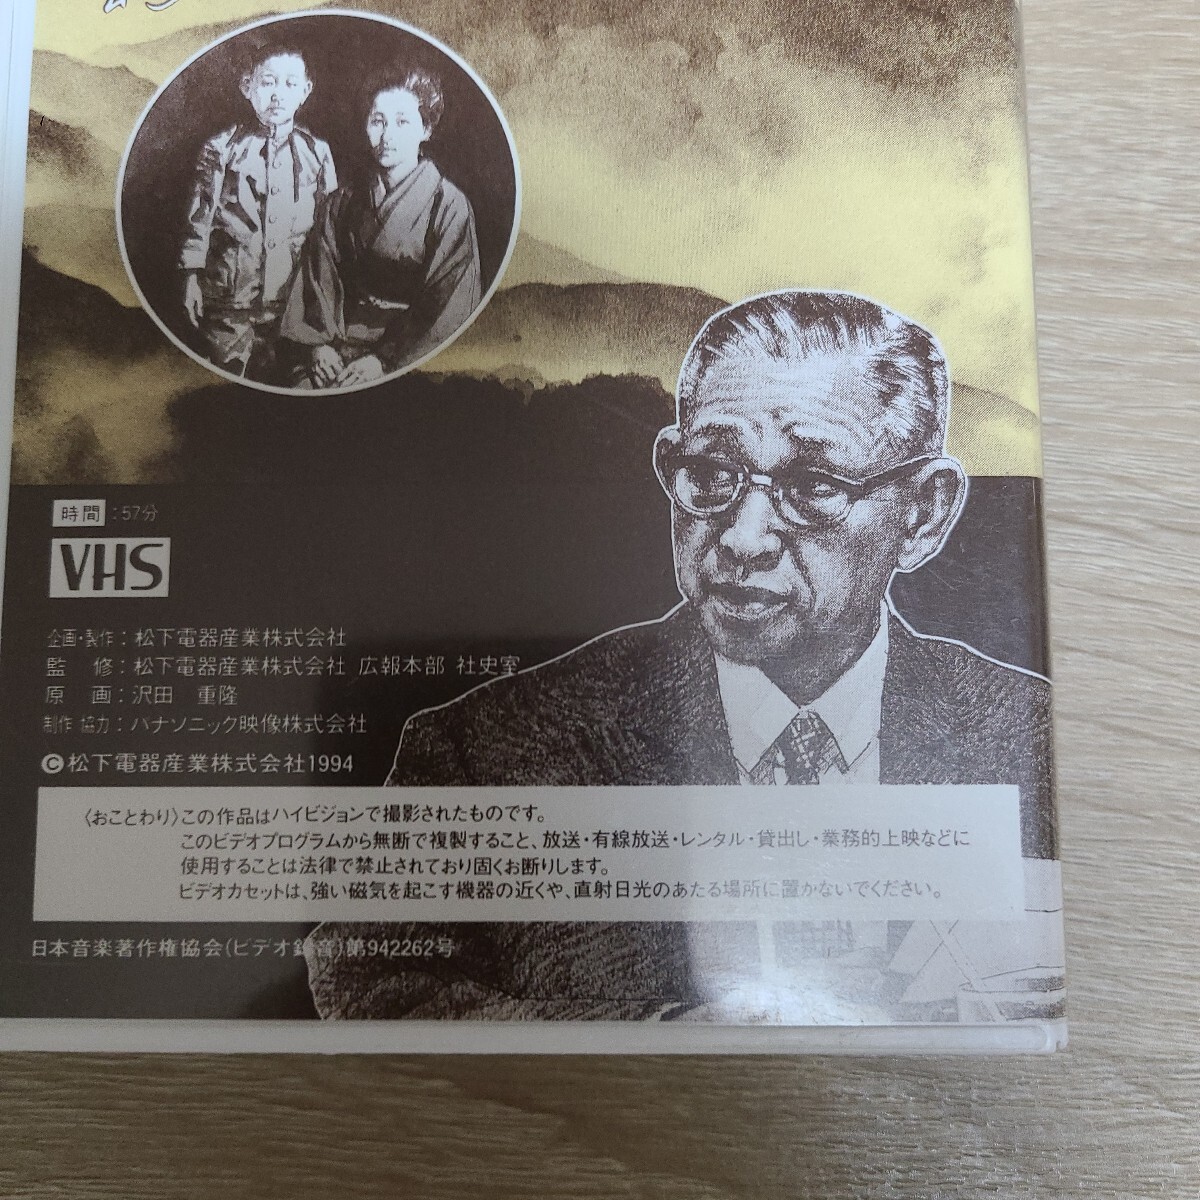 時間:57分
VHS
企画・製作:松下電器産業株式会社
監 修:松下電器産業株式会社 広報本部 社史室
原 画:沢田 重隆
制作 協力:パナソニック映像株式会社
©松下電器産業株式会社1994
〈おことわり〉この作品はハイビジョンで撮影されたものです。
このビデオプログラムから無断で複製すること、放送・有線放送・レンタル・貸出し・業務的上映などに
使用することは法律で禁止されており固くお断りします。
ビデオカセットは、強い磁気を起こす機器の近くや、直射日光のあたる場所に置かないでください。
日本音楽著作権協会(ビデオ録音)第942262号